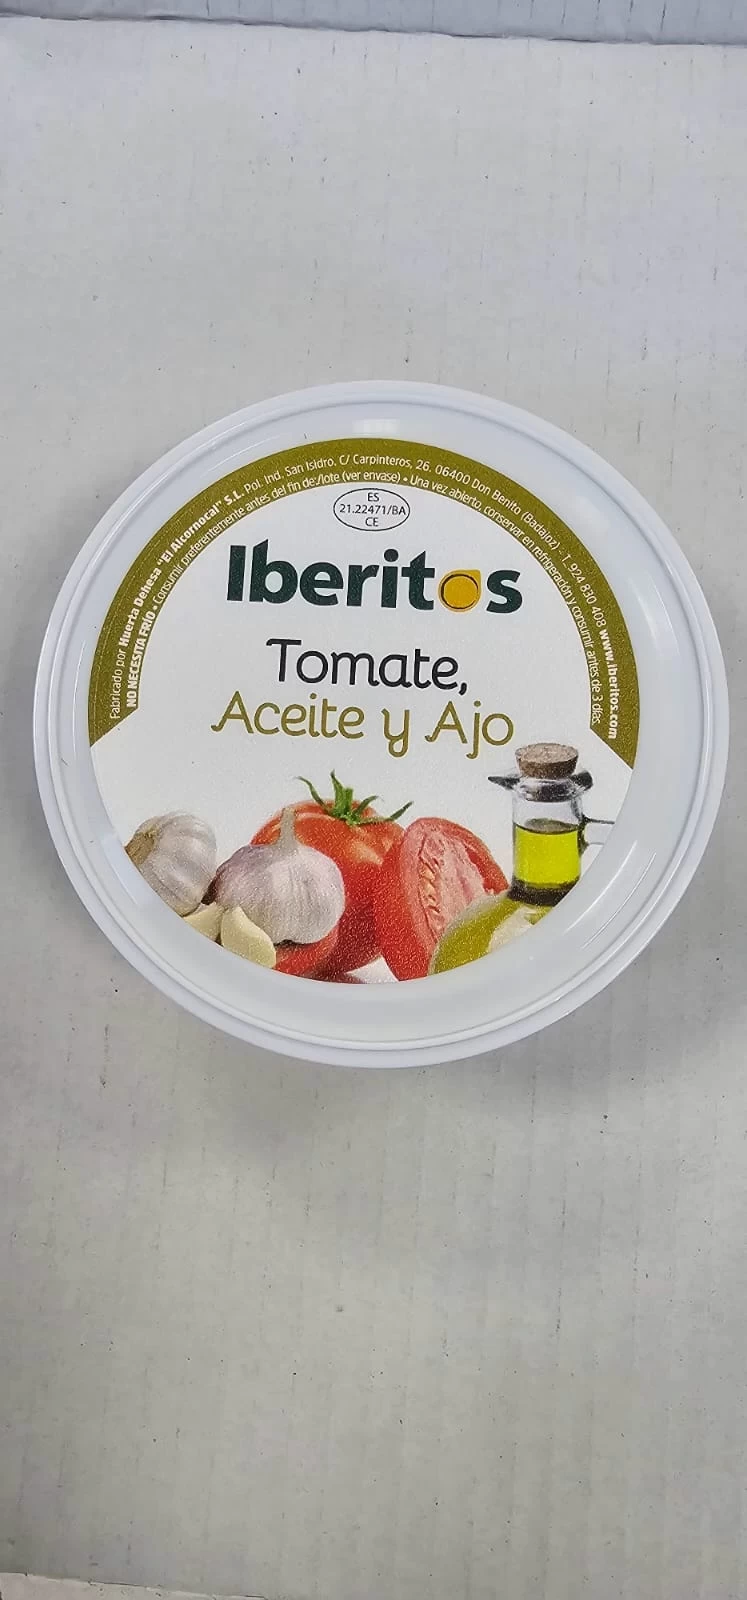 Fabricado por Huerta Dehesa "El Alcornocal" S.L. Pol. Ind. San Isidro. C/ Carpinteros, 26. 06400 Don Benito (Badajoz) - T. 924 830 408 www.iberitos.com
NO NECESITA FRÍO • Consumir preferentemente antes del fin de:/lote (ver envase) • Una vez abierto, conservar en refrigeración y consumir antes de 3 días.
ES
21.22471/BA
CE
Iberitos
Tomate,
Aceite y Ajo